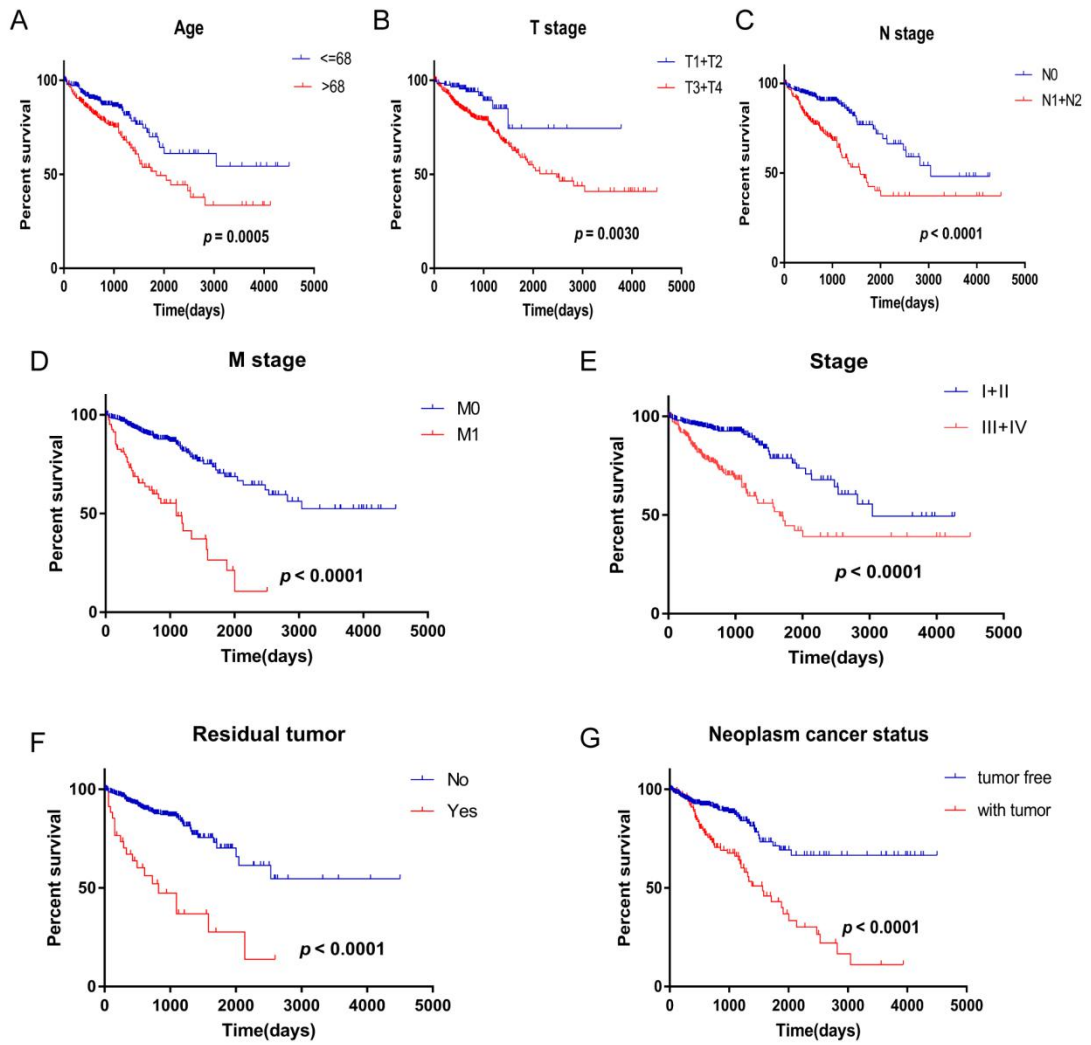 A
Age
<=68
>68
Percent survival
100
50
0
p = 0.0005
0 1000 2000 3000 4000 5000
Time(days)
B
T stage
T1+T2
T3+T4
Percent survival
100
50
0
p = 0.0030
0 1000 2000 3000 4000 5000
Time(days)
C
N stage
N0
N1+N2
Percent survival
100
50
0
p < 0.0001
0 1000 2000 3000 4000 5000
Time(days)
D
M stage
M0
M1
Percent survival
100
50
0
p < 0.0001
0 1000 2000 3000 4000 5000
Time(days)
E
Stage
I+II
III+IV
Percent survival
100
50
0
p < 0.0001
0 1000 2000 3000 4000 5000
Time(days)
F
Residual tumor
No
Yes
Percent survival
100
50
0
p < 0.0001
0 1000 2000 3000 4000 5000
Time(days)
G
Neoplasm cancer status
tumor free
with tumor
Percent survival
100
50
0
p < 0.0001
0 1000 2000 3000 4000 5000
Time(days)